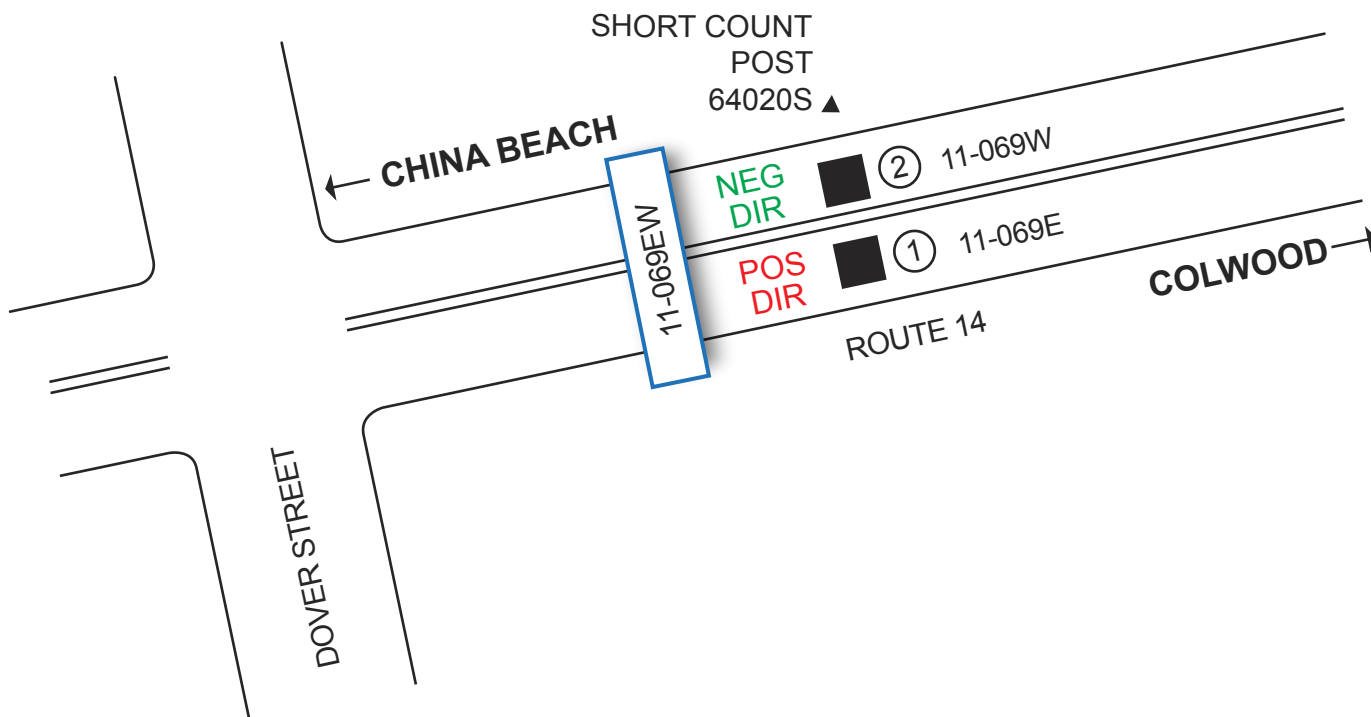 SHORT COUNT
POST
64020S
CHINA BEACH
NEG
DIR
2
11-069W
11-069EW
POS
DIR
1
11-069E
COLWOOD
ROUTE 14
DOVER STREET